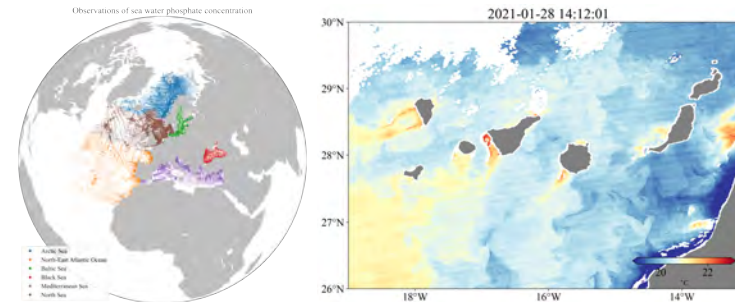 Observations of sea water phosphate concentration
Arctic Sea
North-East Atlantic Ocean
Baltic Sea
Black Sea
Mediterranean Sea
North Sea
2021-01-28 14:12:01
30°N
29°N
28°N
27°N
26°N
18°W
16°W
14°W
20
22
°C